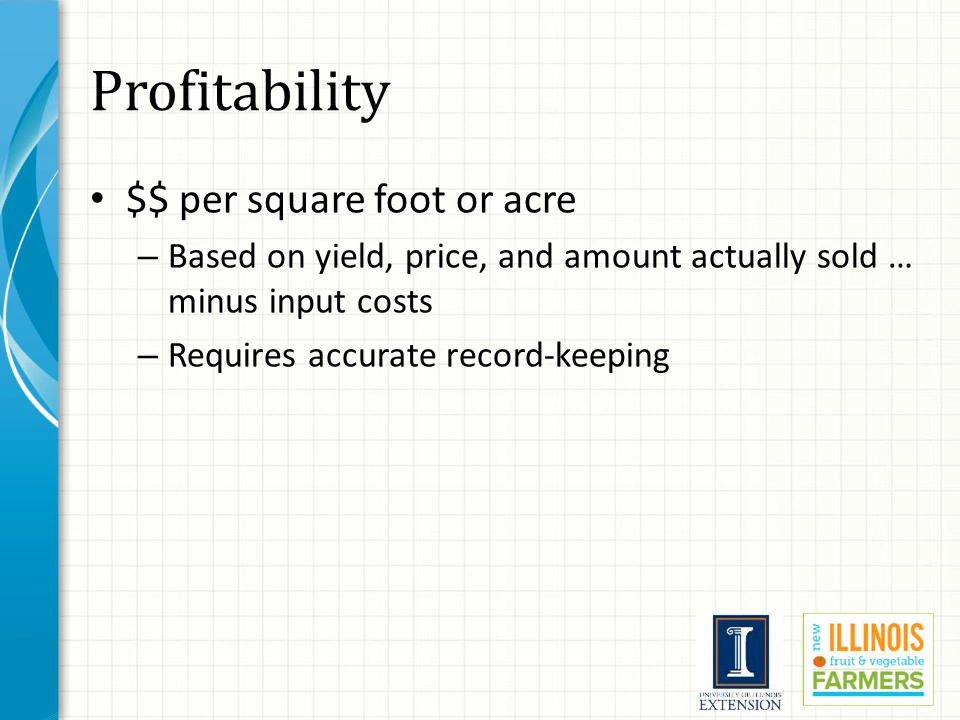 Profitability
• $$ per square foot or acre
– Based on yield, price, and amount actually sold …
minus input costs
– Requires accurate record-keeping
I
UNIVERSITY OF ILLINOIS
EXTENSION
new
ILLINOIS
fruit & vegetable
FARMERS